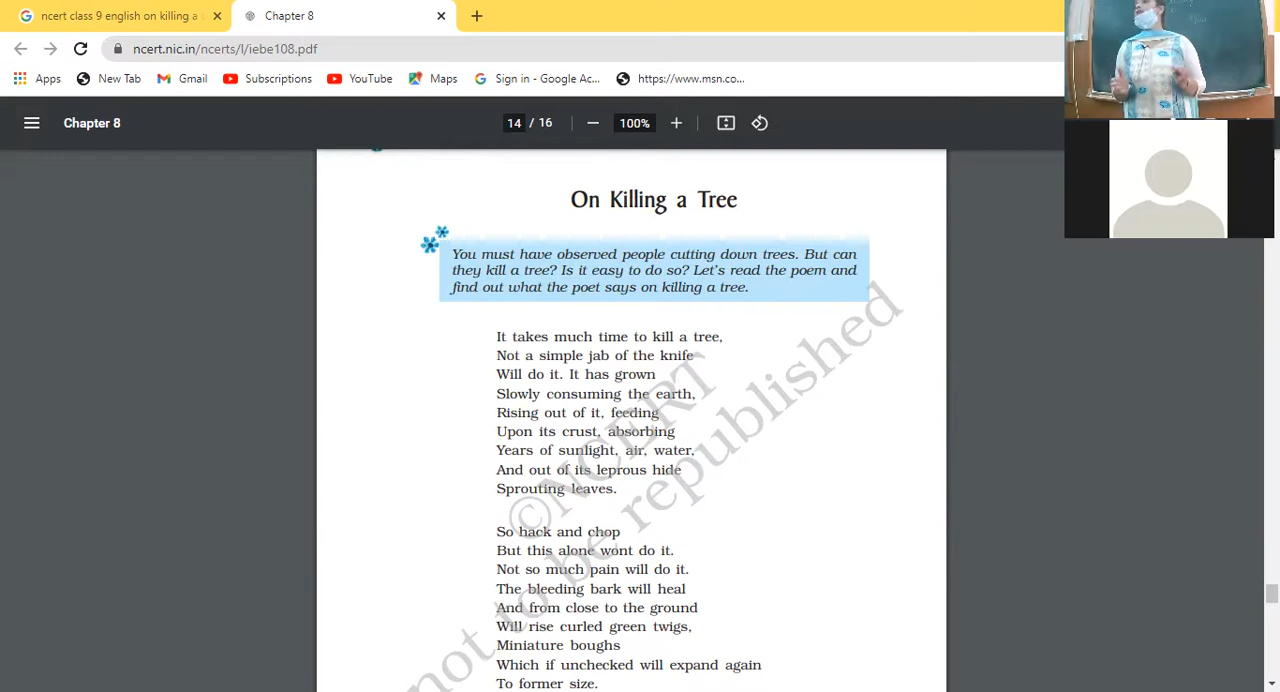 ncert class 9 english on killing a
Chapter 8
ncert.nic.in/ncerts/l/iebe108.pdf
Apps
New Tab
Gmail
Subscriptions
YouTube
Maps
Sign in - Google Ac...
https://www.msn.co...
Chapter 8
14 / 16
100%
On Killing a Tree
You must have observed people cutting down trees. But can
they kill a tree? Is it easy to do so? Let's read the poem and
find out what the poet says on killing a tree.
It takes much time to kill a tree,
Not a simple jab of the knife
Will do it. It has grown
Slowly consuming the earth,
Rising out of it, feeding
Upon its crust, absorbing
Years of sunlight, air, water,
And out of its leprous hide
Sprouting leaves.
So hack and chop
But this alone wont do it.
Not so much pain will do it.
The bleeding bark will heal
And from close to the ground
Will rise curled green twigs,
Miniature boughs
Which if unchecked will expand again
To former size.
©NCERT
not to be republished